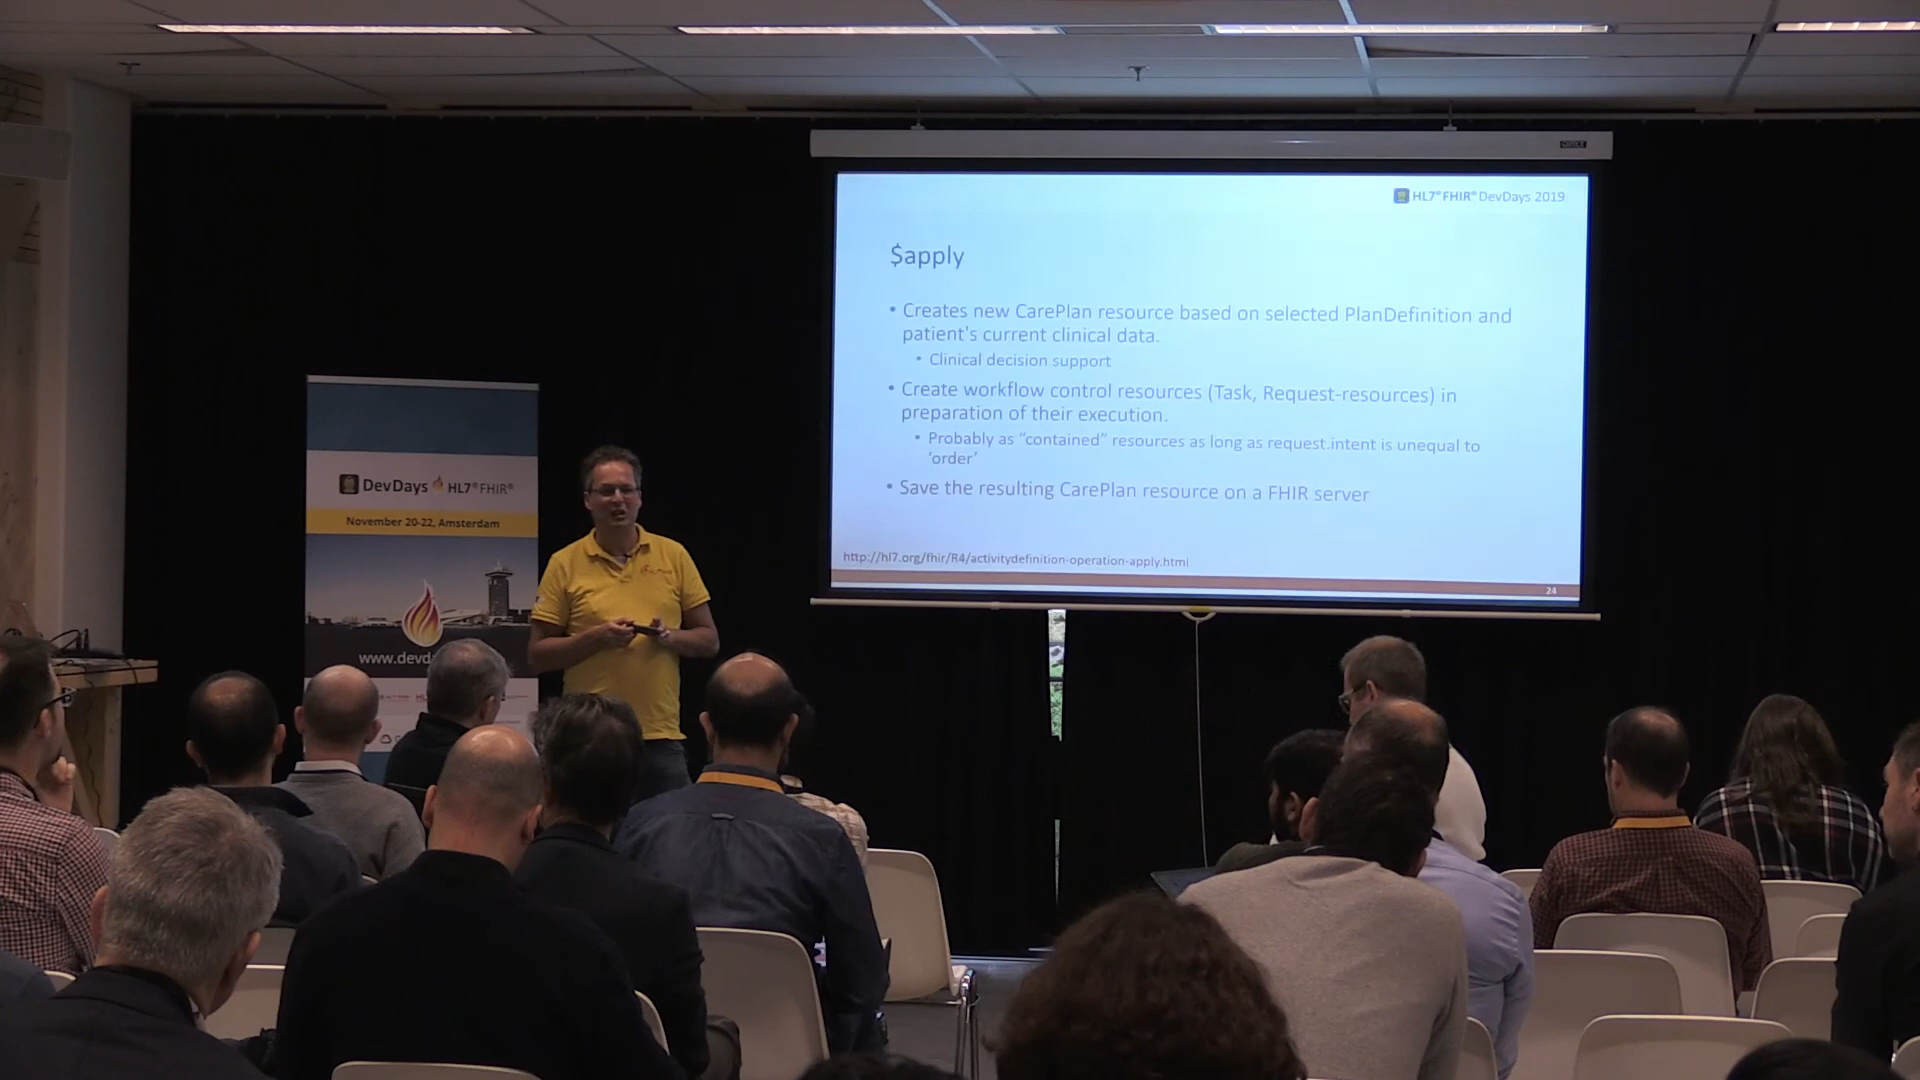 HL7® FHIR® DevDays 2019
$apply
• Creates new CarePlan resource based on selected PlanDefinition and
patient's current clinical data.
• Clinical decision support
• Create workflow control resources (Task, Request-resources) in
preparation of their execution.
• Probably as “contained” resources as long as request.intent is unequal to
‘order’
• Save the resulting CarePlan resource on a FHIR server
http://hl7.org/fhir/R4/activitydefinition-operation-apply.html
24
DevDays HL7® FHIR®
November 20-22, Amsterdam
www.devd